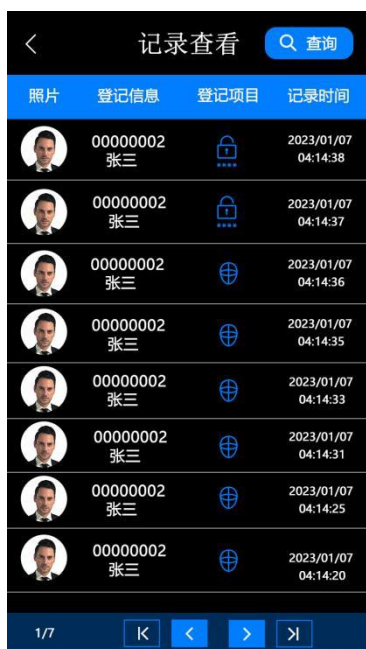 记录查看 查询
照片 登记信息 登记项目 记录时间
00000002 2023/01/07
张三 04:14:38
00000002 2023/01/07
张三 04:14:37
00000002 2023/01/07
张三 04:14:36
00000002 2023/01/07
张三 04:14:35
00000002 2023/01/07
张三 04:14:33
00000002 2023/01/07
张三 04:14:31
00000002 2023/01/07
张三 04:14:25
00000002 2023/01/07
张三 04:14:20
1/7